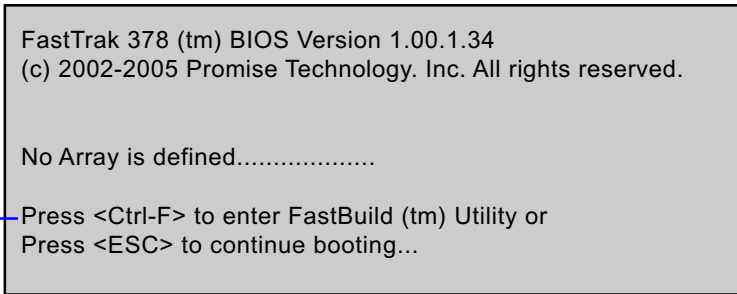 FastTrak 378 (tm) BIOS Version 1.00.1.34
(c) 2002-2005 Promise Technology. Inc. All rights reserved.
No Array is defined...................
Press <Ctrl-F> to enter FastBuild (tm) Utility or
Press <ESC> to continue booting...